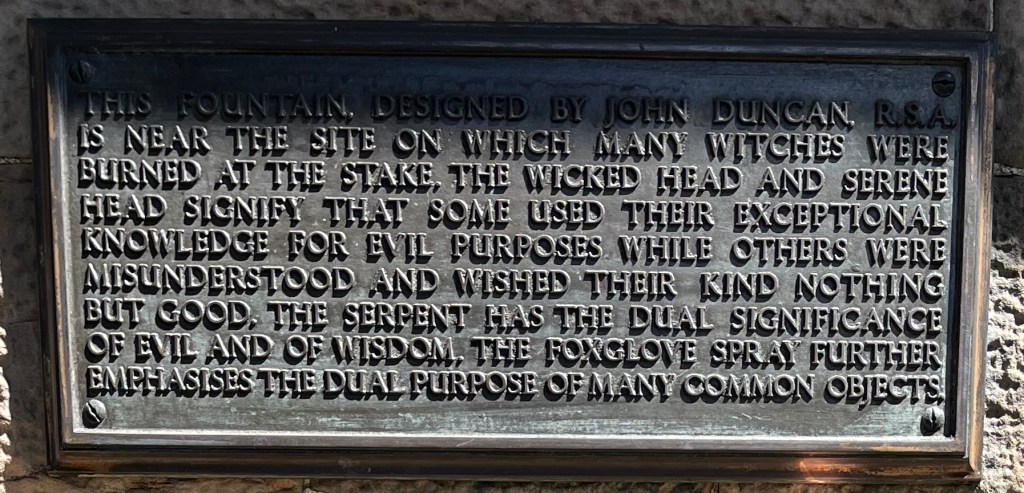 THIS FOUNTAIN, DESIGNED BY JOHN DUNCAN, R.S.A.
IS NEAR THE SITE ON WHICH MANY WITCHES WERE
BURNED AT THE STAKE. THE WICKED HEAD AND SERENE
HEAD SIGNIFY THAT SOME USED THEIR EXCEPTIONAL
KNOWLEDGE FOR EVIL PURPOSES WHILE OTHERS WERE
MISUNDERSTOOD AND WISHED THEIR KIND NOTHING
BUT GOOD. THE SERPENT HAS THE DUAL SIGNIFICANCE
OF EVIL AND OF WISDOM. THE FOXGLOVE SPRAY FURTHER
EMPHASISES THE DUAL PURPOSE OF MANY COMMON OBJECTS.